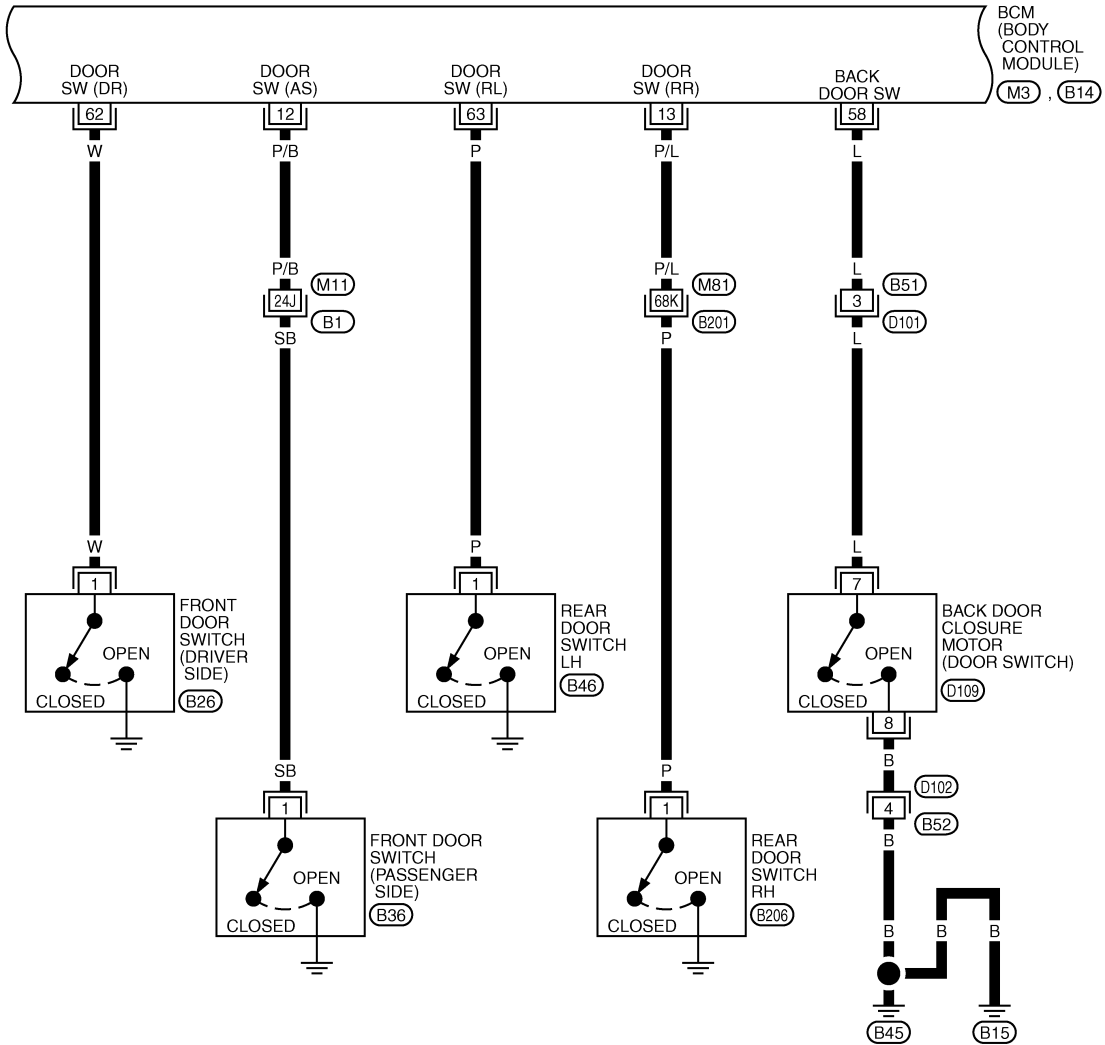 BCM
(BODY
CONTROL
MODULE)
M3 , B14
DOOR
SW (DR)
DOOR
SW (AS)
DOOR
SW (RL)
DOOR
SW (RR)
BACK
DOOR SW
62
12
63
13
58
W
P/B
P
P/L
L
P/B
P/L
L
M11
M81
B51
24J
68K
3
B1
B201
D101
SB
P
L
W
P
L
1
1
7
FRONT
DOOR
SWITCH
(DRIVER
SIDE)
B26
OPEN
CLOSED
REAR
DOOR
SWITCH
LH
B46
OPEN
CLOSED
BACK DOOR
CLOSURE
MOTOR
(DOOR SWITCH)
D109
OPEN
CLOSED
8
B
D102
4
B52
B
SB
P
1
1
FRONT DOOR
SWITCH
(PASSENGER
SIDE)
B36
OPEN
CLOSED
REAR
DOOR
SWITCH
RH
B206
OPEN
CLOSED
B
B
B
B45
B15